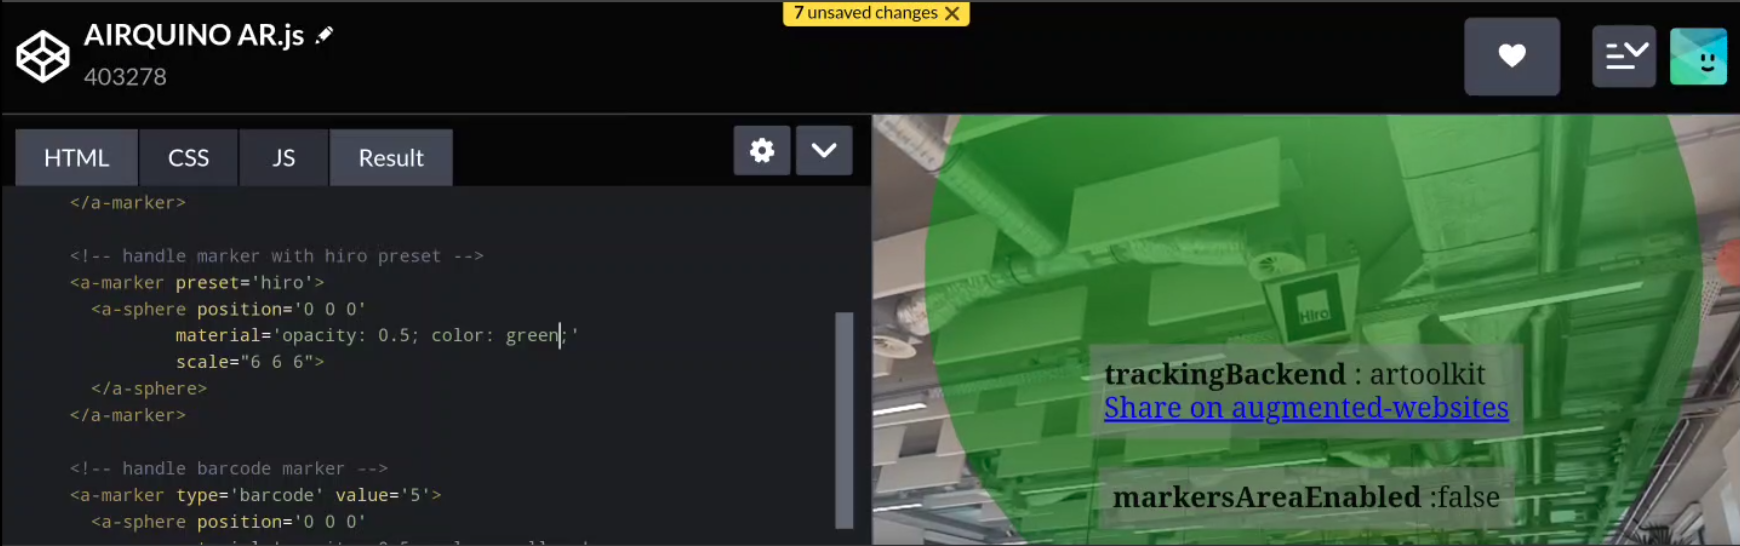 7 unsaved changes
AIRQUINO AR.js
403278
HTML
CSS
JS
Result
</a-marker>
<!-- handle marker with hiro preset -->
<a-marker preset='hiro'>
<a-sphere position='0 0 0'
material='opacity: 0.5; color: green;'
scale="6 6 6">
</a-sphere>
</a-marker>
<!-- handle barcode marker -->
<a-marker type='barcode' value='5'>
<a-sphere position='0 0 0'
Hiro
trackingBackend : artoolkit
Share on augmented-websites
markersAreaEnabled :false